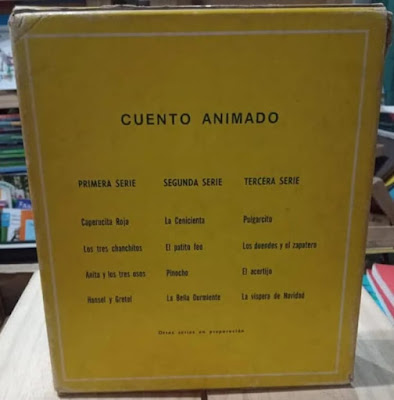 CUENTO ANIMADO
PRIMERA SERIE SEGUNDA SERIE TERCERA SERIE
Caperucita Roja La Cenicienta Pulgarcito
Los tres chanchitos El patito feo Los duendes y el zapatero
Anita y los tres osos Pinocho El acertijo
Hansel y Gretel La Bella Durmiente La víspera de Navidad
Otras series en preparación